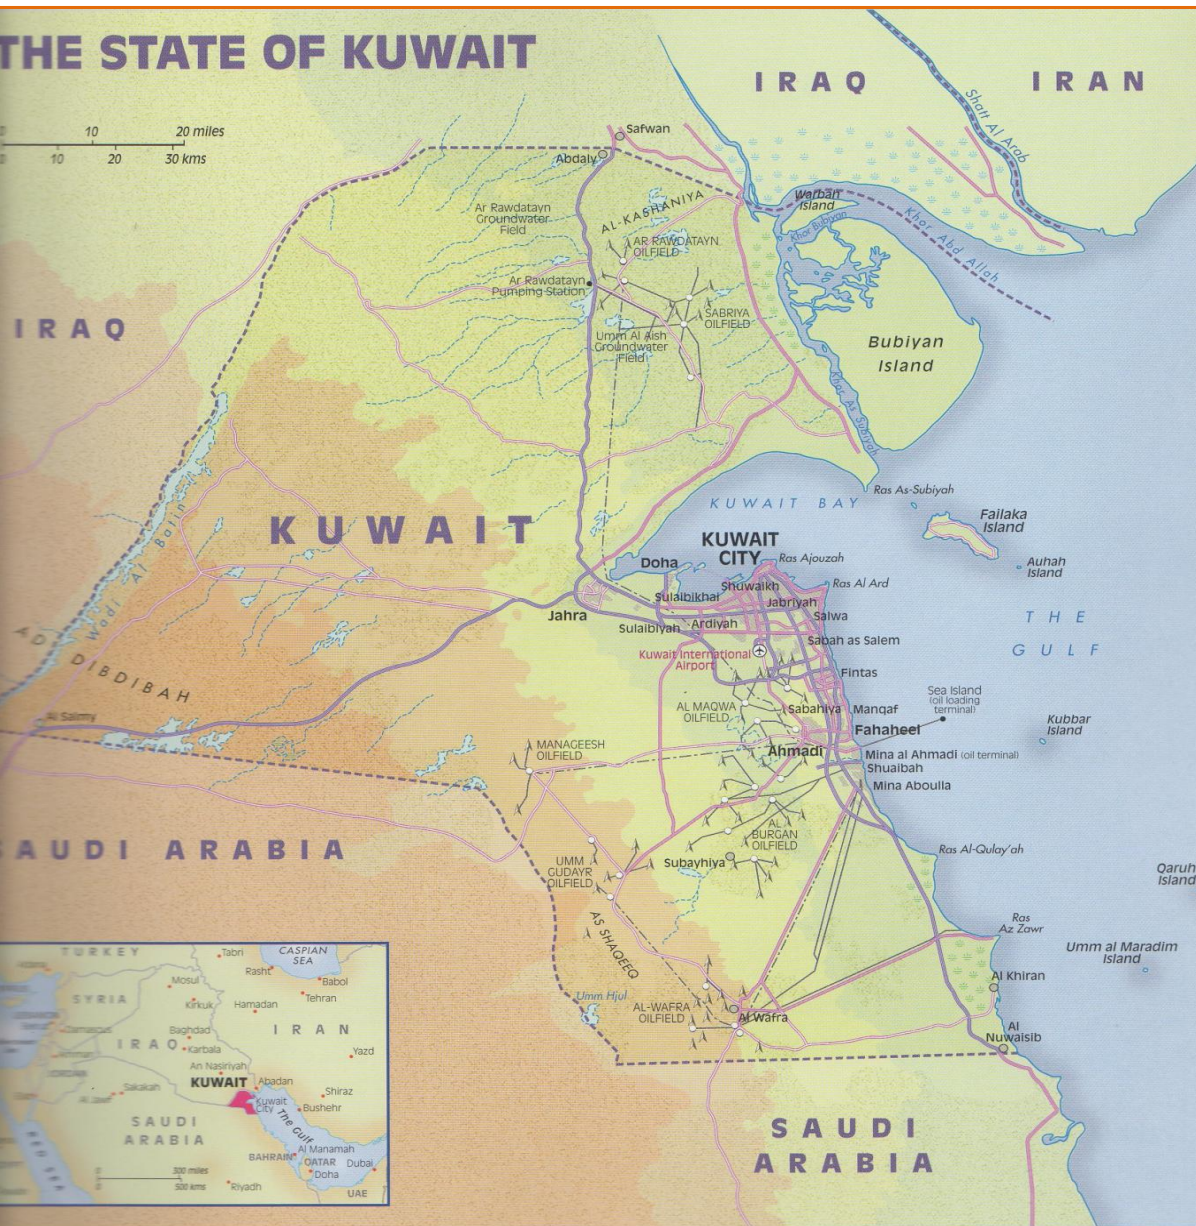 THE STATE OF KUWAIT
IRAQ
IRAN
10
20 miles
10
20
30 kms
Shatt Al Arab
Safwan
Abdaly
Warbah
Island
Khor Bubiyan
Khor Abd Allah
AL-KASHANIYA
Ar Rawdatayn
Groundwater
Field
AR RAWDATAYN
OILFIELD
Ar Rawdatayn
Pumping Station
SABRIYA
OILFIELD
Umm Al Aish
Groundwater
Field
IRAQ
Bubiyan
Island
Khor As Subiyah
KUWAIT BAY
Ras As-Subiyah
Failaka
Island
KUWAIT
Wadi Al Batin
KUWAIT
CITY
Ras Ajouzah
Auhah
Island
Doha
Shuwaikh
Ras Al Ard
Sulaibikhai
Jabriyah
Jahra
Salwa
Sulaibiyah
Ardiyah
THE
GULF
Sabah as Salem
Kuwait International
Airport
AD DIBDIBAH
Fintas
Sea Island
(oil loading
terminal)
AL MAQWA
OILFIELD
Sabahiya
Manqaf
Al Salmy
Fahaheel
Kubbar
Island
MANAGEESH
OILFIELD
Ahmadi
Mina al Ahmadi (oil terminal)
Shuaibah
Mina Aboulla
AL
BURGAN
OILFIELD
SAUDI ARABIA
Ras Al-Qulay'ah
UMM
GUDAYR
OILFIELD
Subayhiya
Qaruh
Island
AS SHAQEEQ
Ras
Az Zawr
Umm al Maradim
Island
Al Khiran
Umm Hjul
AL-WAFRA
OILFIELD
Al Wafra
Al
Nuwaisib
SAUDI
ARABIA
TURKEY
Tabri
CASPIAN
SEA
Rasht
Babol
Mosul
Tehran
SYRIA
Kirkuk
Hamadan
Damascus
Baghdad
IRAN
IRAQ
Karbala
Yazd
Amman
An Nasiriyah
JORDAN
KUWAIT
Abadan
Sakakah
Shiraz
Al Jawf
Kuwait
City
Bushehr
SAUDI
ARABIA
The Gulf
RED SEA
Al Manamah
BAHRAIN
QATAR
Dubai
Doha
300 miles
500 kms
Riyadh
UAE